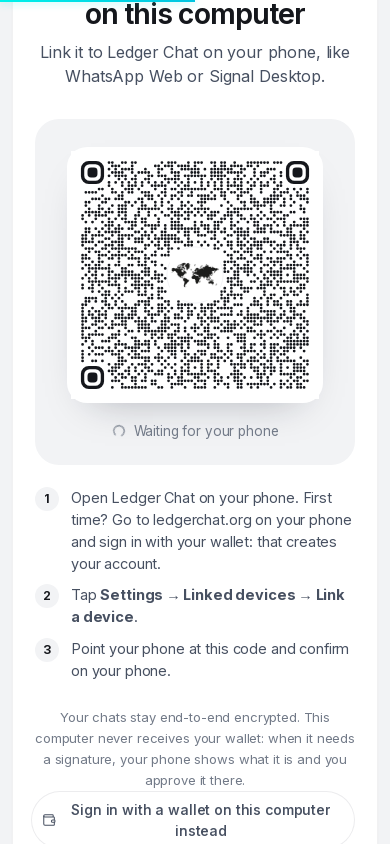 on this computer
Link it to Ledger Chat on your phone, like
WhatsApp Web or Signal Desktop.
Waiting for your phone
1 Open Ledger Chat on your phone. First
time? Go to ledgerchat.org on your phone
and sign in with your wallet: that creates
your account.
2 Tap Settings → Linked devices → Link
a device.
3 Point your phone at this code and confirm
on your phone.
Your chats stay end-to-end encrypted. This
computer never receives your wallet: when it needs
a signature, your phone shows what it is and you
approve it there.
Sign in with a wallet on this computer
instead